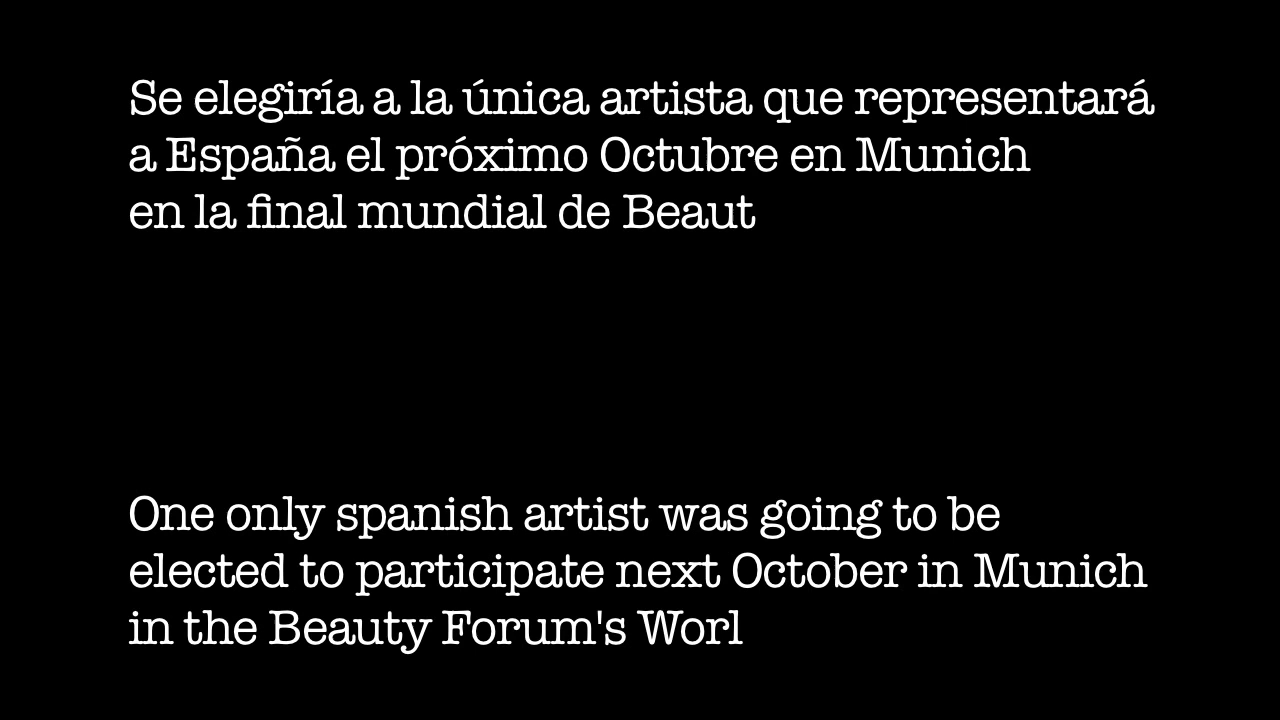 Se elegiría a la única artista que representará
a España el próximo Octubre en Munich
en la final mundial de Beaut
One only spanish artist was going to be
elected to participate next October in Munich
in the Beauty Forum's Worl